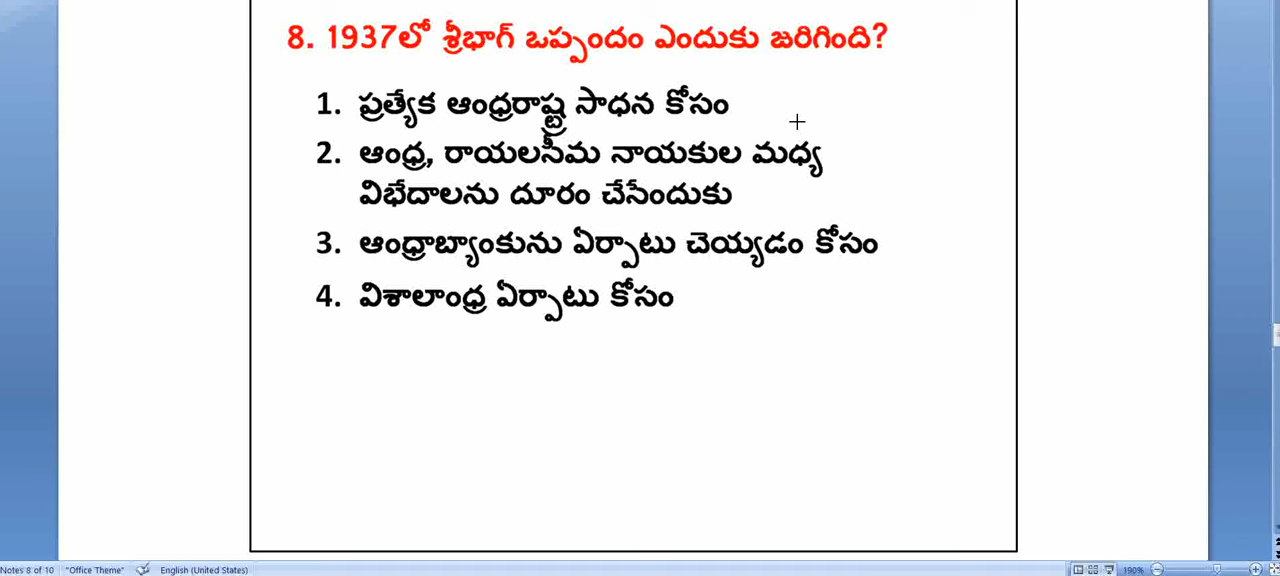 8. 1937లో శ్రీభాగ్ ఒప్పందం ఎందుకు జరిగింది?
1. ప్రత్యేక ఆంధ్రరాష్ట్ర సాధన కోసం
2. ఆంధ్ర, రాయలసీమ నాయకుల మధ్య
విభేదాలను దూరం చేసేందుకు
3. ఆంధ్రాబ్యాంకును ఏర్పాటు చెయ్యడం కోసం
4. విశాలాంధ్ర ఏర్పాటు కోసం
Notes 8 of 10 "Office Theme" English (United States) 190%